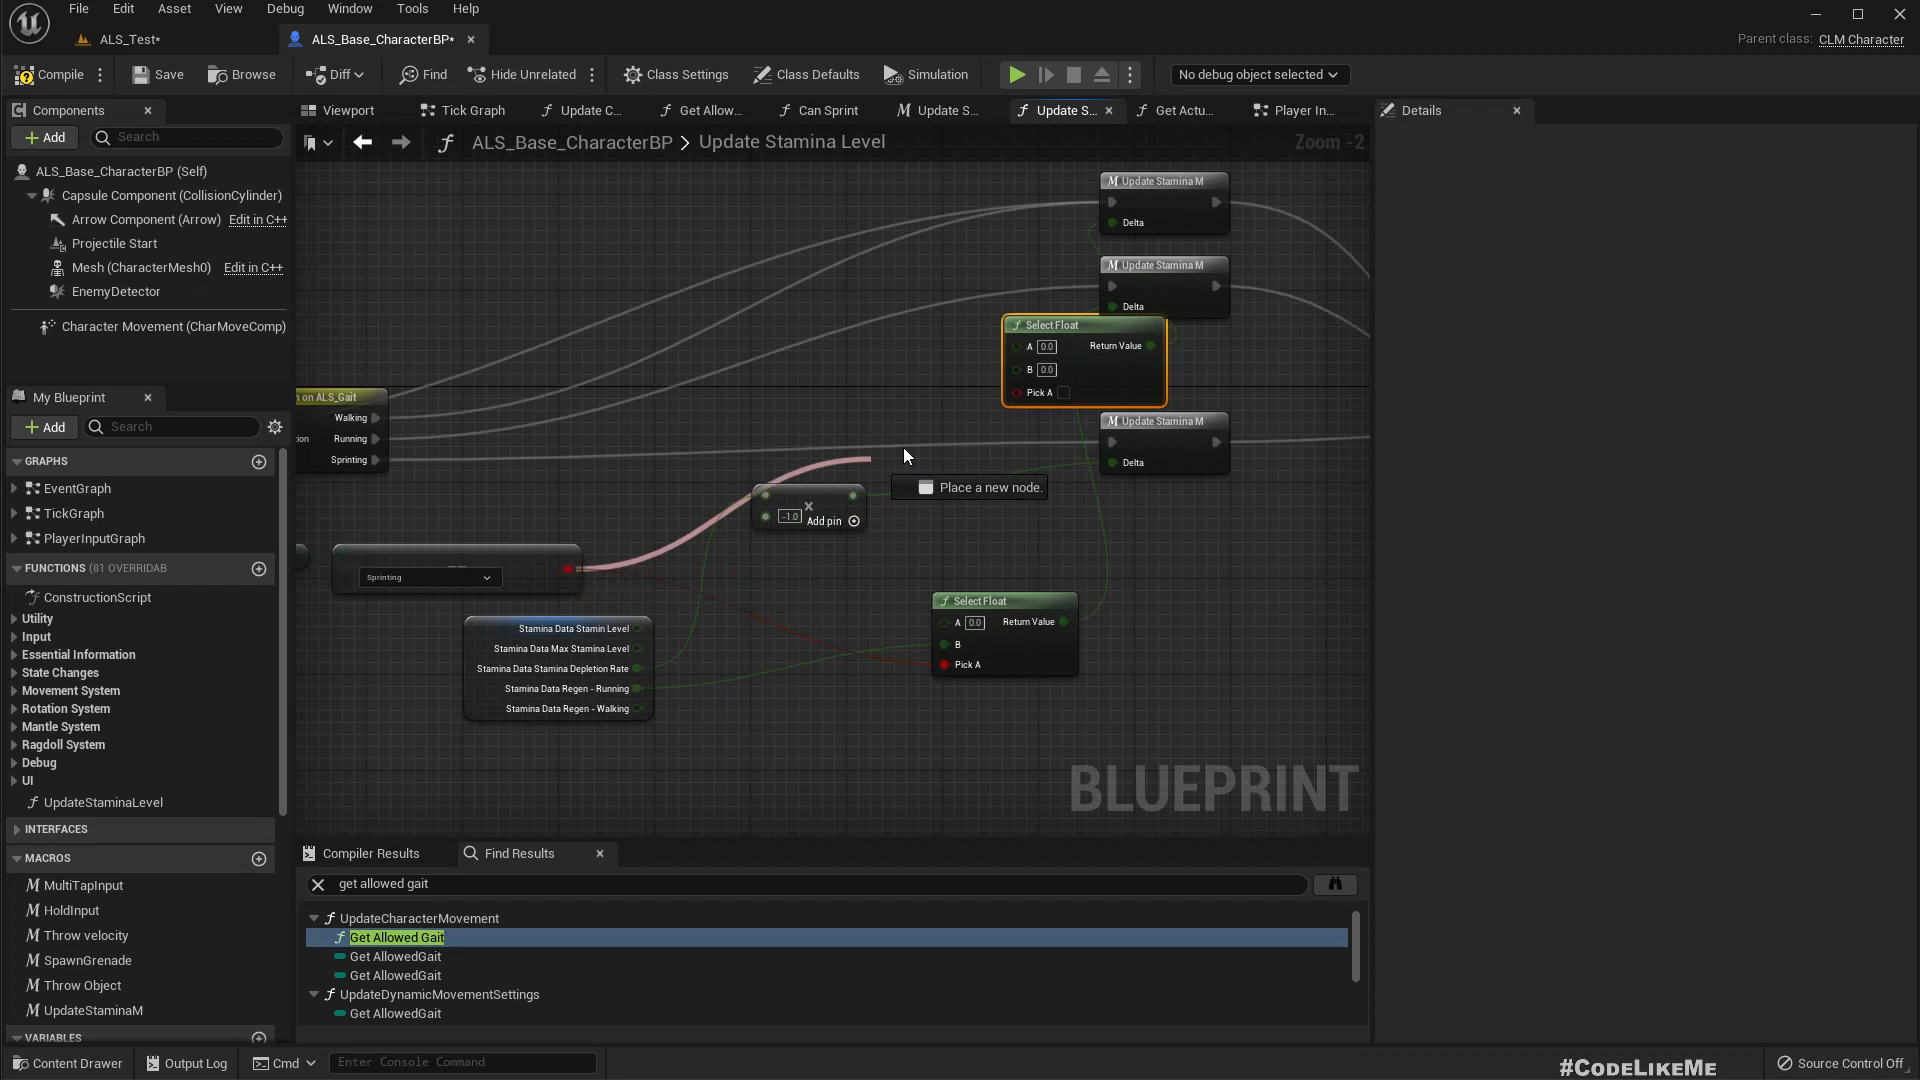 File Edit Asset View Window Debug Tools Help
ALS_Test*
ALS_Base_CharacterBP*
Parent class: CLM Character
Compile Save Browse Diff Find Hide Unrelated Class Settings Class Defaults Simulation No debug object selected
Components
Viewport Tick Graph Update C... Get Allow... Can Sprint Update S... Update S... Get Actu... Player In...
Details
Add Search
ALS_Base_CharacterBP > Update Stamina Level
Zoom -2
ALS_Base_CharacterBP (Self)
Capsule Component (CollisionCylinder)
Arrow Component (Arrow) Edit in C++
Projectile Start
Mesh (CharacterMesh0) Edit in C++
EnemyDetector
Character Movement (CharMoveComp)
My Blueprint
Add Search
GRAPHS
EventGraph
TickGraph
PlayerInputGraph
FUNCTIONS (81 OVERRIDAB
ConstructionScript
Utility
Input
Essential Information
State Changes
Movement System
Rotation System
Mantle System
Ragdoll System
Debug
UI
UpdateStaminaLevel
INTERFACES
MACROS
MultiTapInput
HoldInput
Throw velocity
SpawnGrenade
Throw Object
UpdateStaminaM
VARIABLES
Update Stamina M
Delta
Update Stamina M
Delta
Select Float
A 0.0 Return Value
B 0.0
Pick A
n on ALS_Gait
Walking
tion Running
Sprinting
Update Stamina M
Delta
Place a new node.
-1.0 Add pin
==
Sprinting
Stamina Data Stamin Level
Stamina Data Max Stamina Level
Stamina Data Stamina Depletion Rate
Stamina Data Regen - Running
Stamina Data Regen - Walking
Select Float
A 0.0 Return Value
B
Pick A
BLUEPRINT
Compiler Results Find Results
get allowed gait
UpdateCharacterMovement
Get Allowed Gait
Get AllowedGait
Get AllowedGait
UpdateDynamicMovementSettings
Get AllowedGait
Content Drawer Output Log Cmd Enter Console Command
#CODELIKEME
Source Control Off